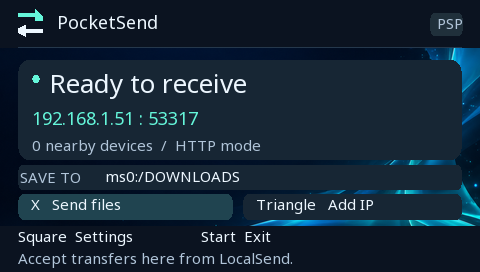 PocketSend PSP
Ready to receive
192.168.1.51 : 53317
0 nearby devices / HTTP mode
SAVE TO ms0:/DOWNLOADS
X Send files Triangle Add IP
Square Settings Start Exit
Accept transfers here from LocalSend.